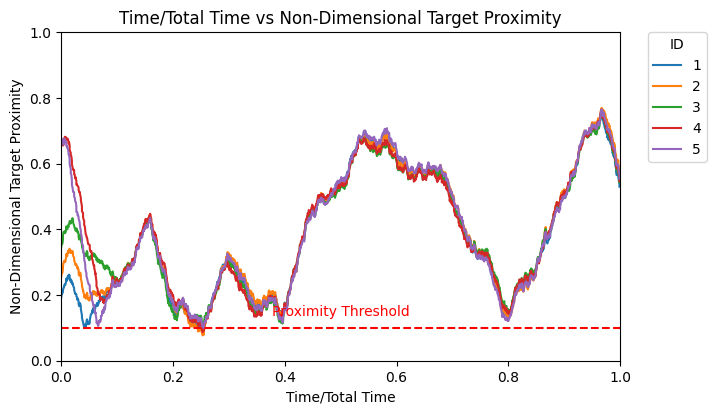 Time/Total Time vs Non-Dimensional Target Proximity
ID
1
2
3
4
5
Non-Dimensional Target Proximity
1.0
0.8
0.6
0.4
0.2
0.0
Proximity Threshold
0.0 0.2 0.4 0.6 0.8 1.0
Time/Total Time